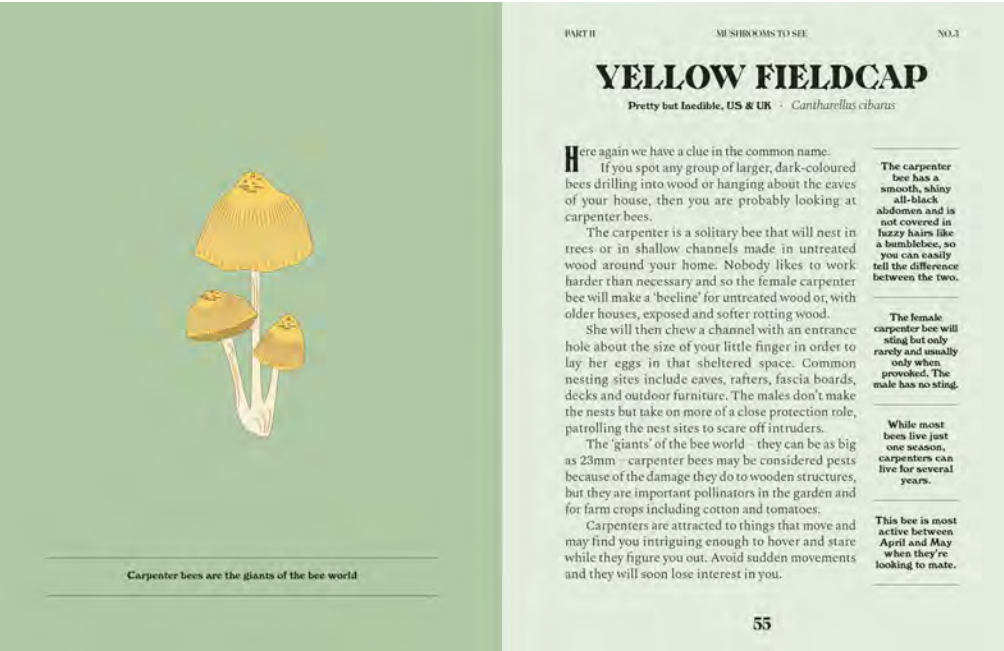 Carpenter bees are the giants of the bee world
PART II
MUSHROOMS TO SEE
NO.3
YELLOW FIELDCAP
Pretty but Inedible, US & UK · Cantharellus cibarus
Here again we have a clue in the common name.
If you spot any group of larger, dark-coloured
bees drilling into wood or hanging about the eaves
of your house, then you are probably looking at
carpenter bees.
The carpenter is a solitary bee that will nest in
trees or in shallow channels made in untreated
wood around your home. Nobody likes to work
harder than necessary and so the female carpenter
bee will make a ‘beeline’ for untreated wood or, with
older houses, exposed and softer rotting wood.
She will then chew a channel with an entrance
hole about the size of your little finger in order to
lay her eggs in that sheltered space. Common
nesting sites include eaves, rafters, fascia boards,
decks and outdoor furniture. The males don’t make
the nests but take on more of a close protection role,
patrolling the nest sites to scare off intruders.
The ‘giants’ of the bee world – they can be as big
as 23mm – carpenter bees may be considered pests
because of the damage they do to wooden structures,
but they are important pollinators in the garden and
for farm crops including cotton and tomatoes.
Carpenters are attracted to things that move and
may find you intriguing enough to hover and stare
while they figure you out. Avoid sudden movements
and they will soon lose interest in you.
The carpenter
bee has a
smooth, shiny
all-black
abdomen and is
not covered in
fuzzy hairs like
a bumblebee, so
you can easily
tell the difference
between the two.
The female
carpenter bee will
sting but only
rarely and usually
only when
provoked. The
male has no sting.
While most
bees live just
one season,
carpenters can
live for several
years.
This bee is most
active between
April and May
when they’re
looking to mate.
55